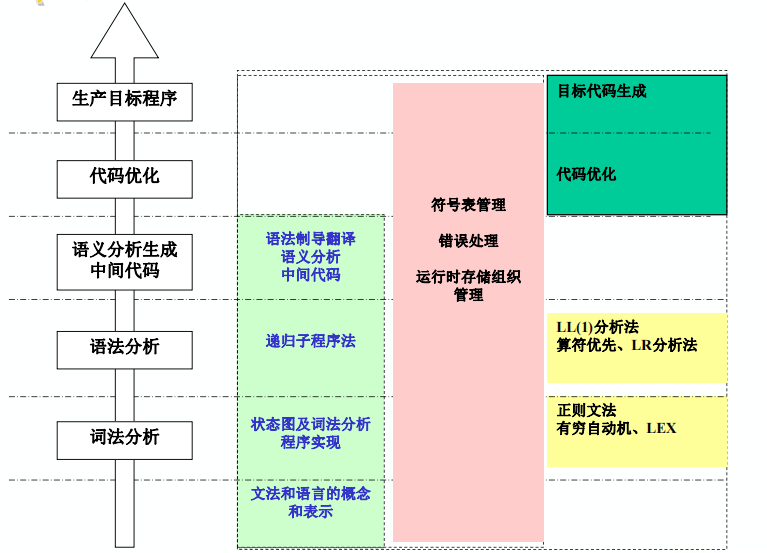 生产目标程序
代码优化
语义分析生成
中间代码
语法分析
词法分析
语法制导翻译
语义分析
中间代码
递归子程序法
状态图及词法分析
程序实现
文法和语言的概念
和表示
符号表管理
错误处理
运行时存储组织
管理
目标代码生成
代码优化
LL(1)分析法
算符优先、LR分析法
正则文法
有穷自动机、LEX